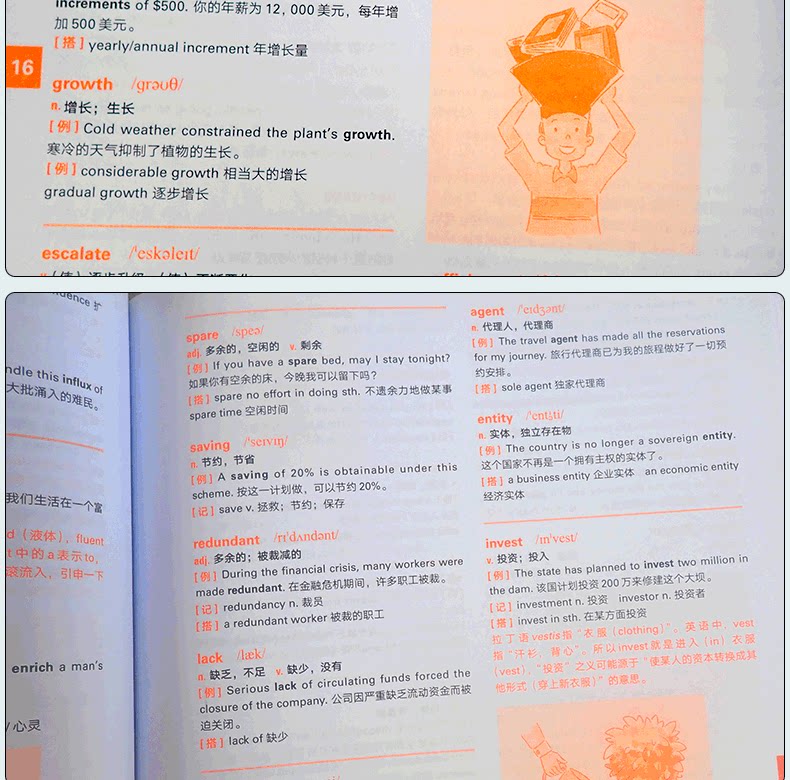 increments of $500. 你的年薪为 12, 000 美元，每年增
加 500 美元。
[搭] yearly/annual increment 年增长量
16
growth /grəʊθ/
n. 增长；生长
[例] Cold weather constrained the plant's growth.
寒冷的天气抑制了植物的生长。
[例] considerable growth 相当大的增长
gradual growth 逐步增长
escalate /'eskəleɪt/
ndle this influx of
大批涌入的难民。
我们生活在一个富
d（液体），fluent
t 中的 a 表示 to,
滚流入，引申一下
enrich a man's
/ 心灵
spare /speə/
adj. 多余的，空闲的 v. 剩余
[例] If you have a spare bed, may I stay tonight?
如果你有空余的床，今晚我可以留下吗？
[搭] spare no effort in doing sth. 不遗余力地做某事
spare time 空闲时间
saving /'seɪvɪŋ/
n. 节约，节省
[例] A saving of 20% is obtainable under this
scheme. 按这一计划做，可以节约 20%。
[记] save v. 拯救；节约；保存
redundant /rɪ'dʌndənt/
adj. 多余的；被裁减的
[例] During the financial crisis, many workers were
made redundant. 在金融危机期间，许多职工被裁。
[记] redundancy n. 裁员
[搭] a redundant worker 被裁的职工
lack /læk/
n. 缺乏，不足 v. 缺少，没有
[例] Serious lack of circulating funds forced the
closure of the company. 公司因严重缺乏流动资金而被
迫关闭。
[搭] lack of 缺少
agent /'eɪdʒənt/
n. 代理人，代理商
[例] The travel agent has made all the reservations
for my journey. 旅行代理商已为我的旅程做好了一切预
约安排。
[搭] sole agent 独家代理商
entity /'entɪti/
n. 实体，独立存在物
[例] The country is no longer a sovereign entity.
这个国家不再是一个拥有主权的实体了。
[搭] a business entity 企业实体 an economic entity
经济实体
invest /ɪn'vest/
v. 投资；投入
[例] The state has planned to invest two million in
the dam. 该国计划投资 200 万来修建这个大坝。
[记] investment n. 投资 investor n. 投资者
[搭] invest in sth. 在某方面投资
拉丁语 vestis 指“衣服（clothing）”。英语中，vest
指“汗衫，背心”。所以 invest 就是进入（in）衣服
（vest），“投资”之义可能源于“使某人的资本转换成其
他形式（穿上新衣服）”的意思。